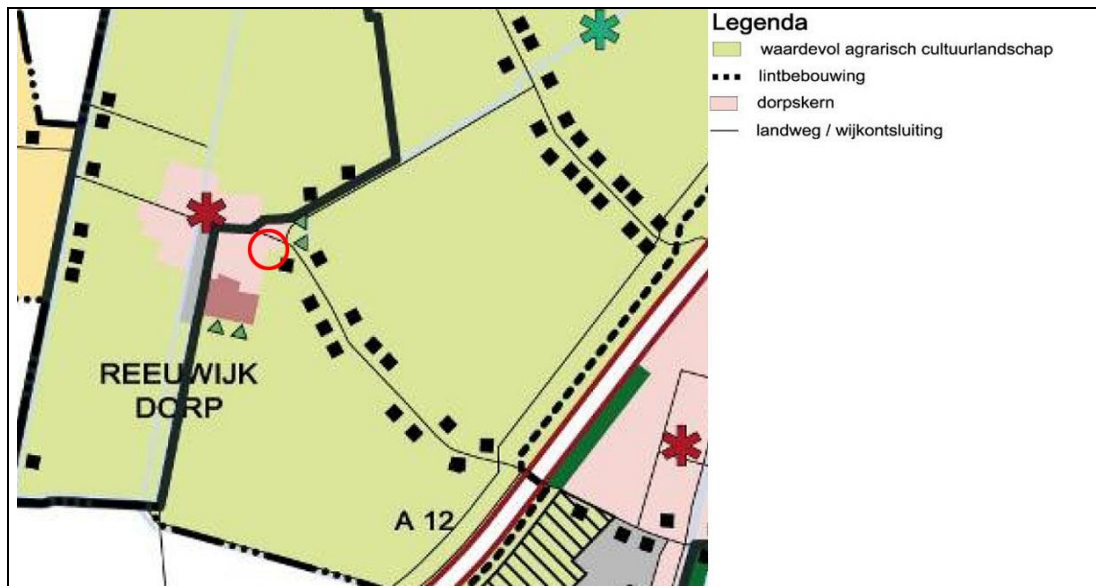 Legenda
waardevol agrarisch cultuurlandschap
lintbebouwing
dorpskern
landweg / wijkontsluiting
REEUWIJK
DORP
A 12